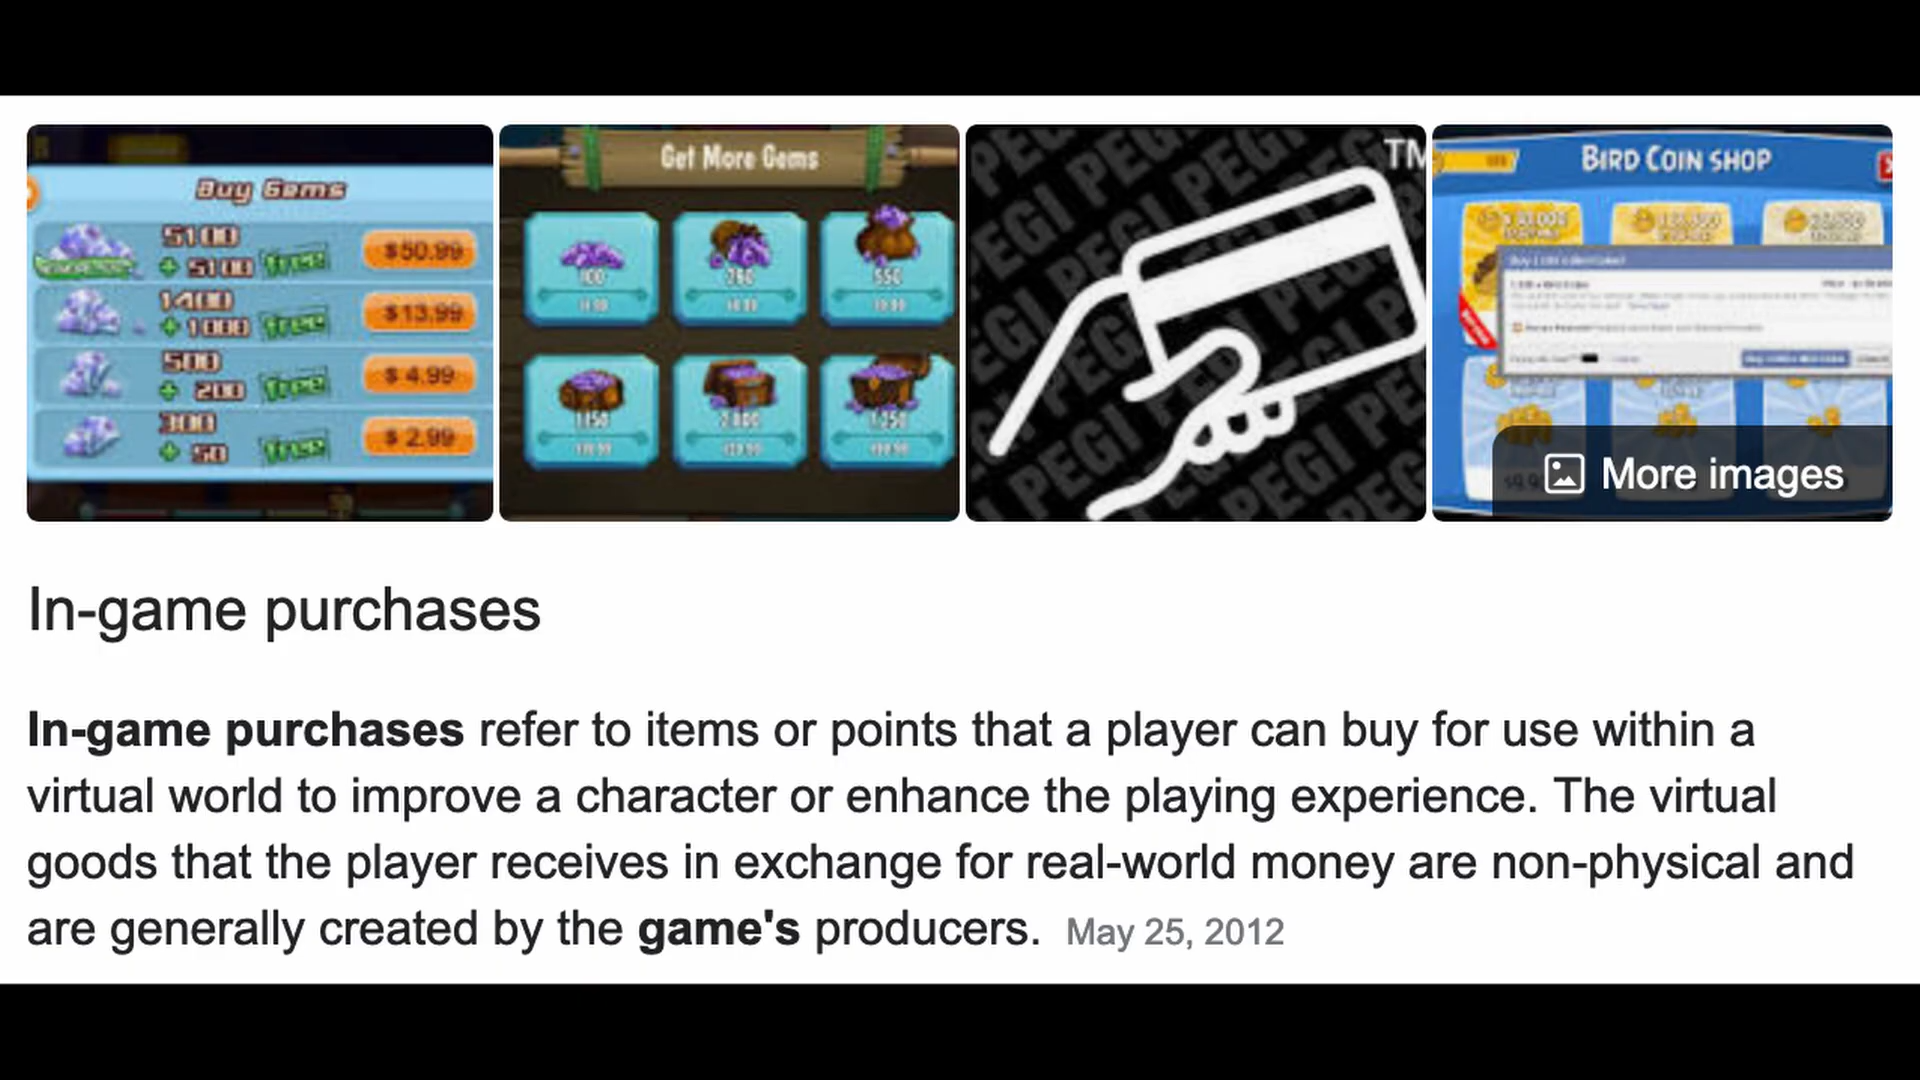 Buy Gems
5100
+ 5100 free
$50.99
1400
+ 1000 free
$13.99
500
+ 200 free
$ 4.99
300
+ 50 free
$ 2.99
Get More Gems
100
550
PEGI PEGI PEGI
TM
BIRD COIN SHOP
More images
In-game purchases
In-game purchases refer to items or points that a player can buy for use within a
virtual world to improve a character or enhance the playing experience. The virtual
goods that the player receives in exchange for real-world money are non-physical and
are generally created by the game's producers. May 25, 2012